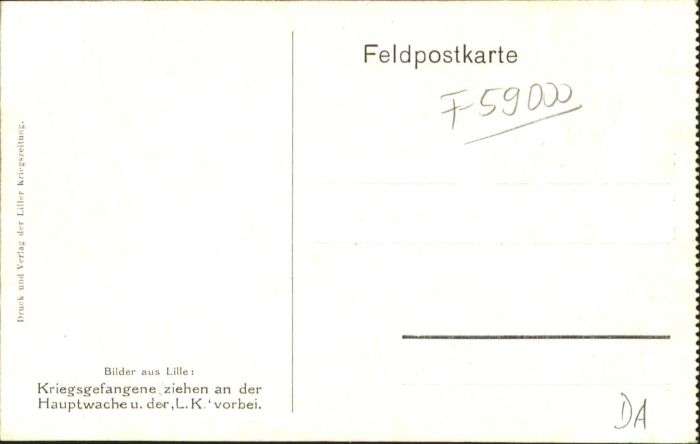 Feldpostkarte
F-59000
Druck und Verlag der Liller Kriegszeitung.
Bilder aus Lille:
Kriegsgefangene ziehen an der
Hauptwache u. der ‚L. K.‘ vorbei.
DA